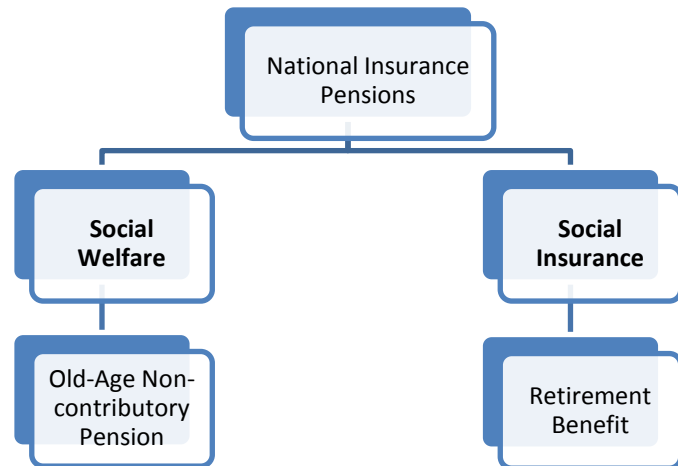 National Insurance
Pensions
Social
Welfare
Social
Insurance
Old-Age Non-
contributory
Pension
Retirement
Benefit